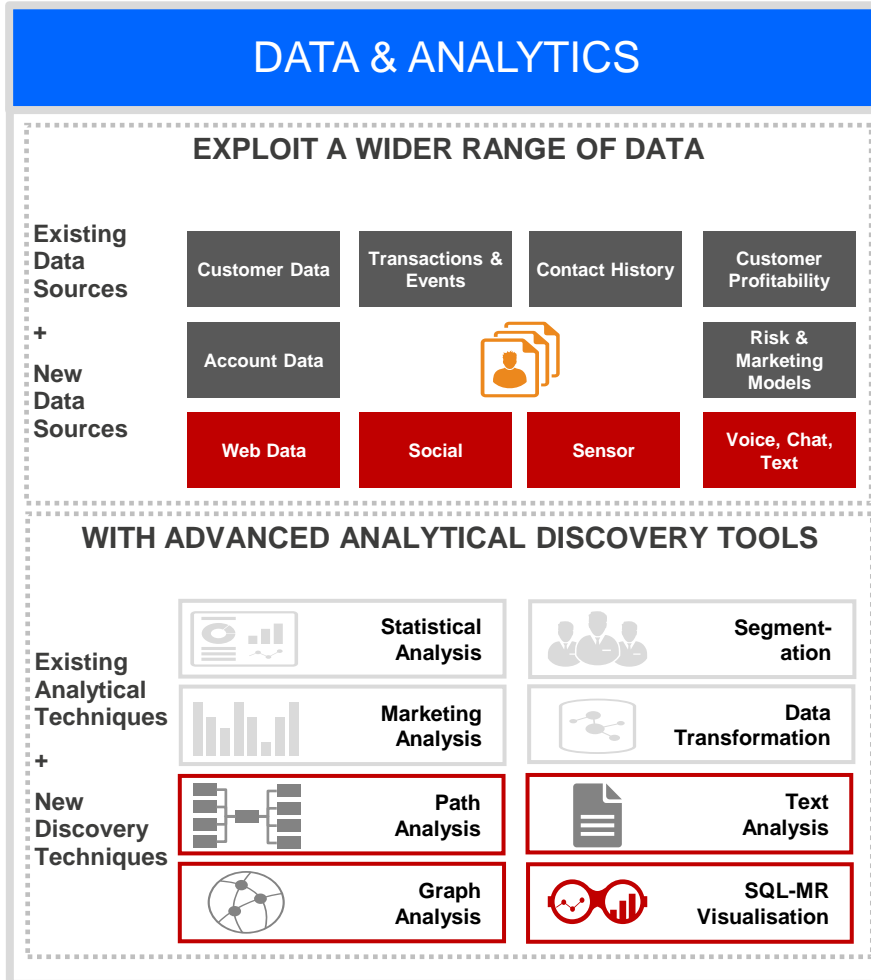 DATA & ANALYTICS
EXPLOIT A WIDER RANGE OF DATA
Existing
Data
Sources
+
New
Data
Sources
Customer Data
Transactions &
Events
Contact History
Customer
Profitability
Account Data
Risk &
Marketing
Models
Web Data
Social
Sensor
Voice, Chat,
Text
WITH ADVANCED ANALYTICAL DISCOVERY TOOLS
Existing
Analytical
Techniques
+
New
Discovery
Techniques
Statistical
Analysis
Segment-
ation
Marketing
Analysis
Data
Transformation
Path
Analysis
Text
Analysis
Graph
Analysis
SQL-MR
Visualisation